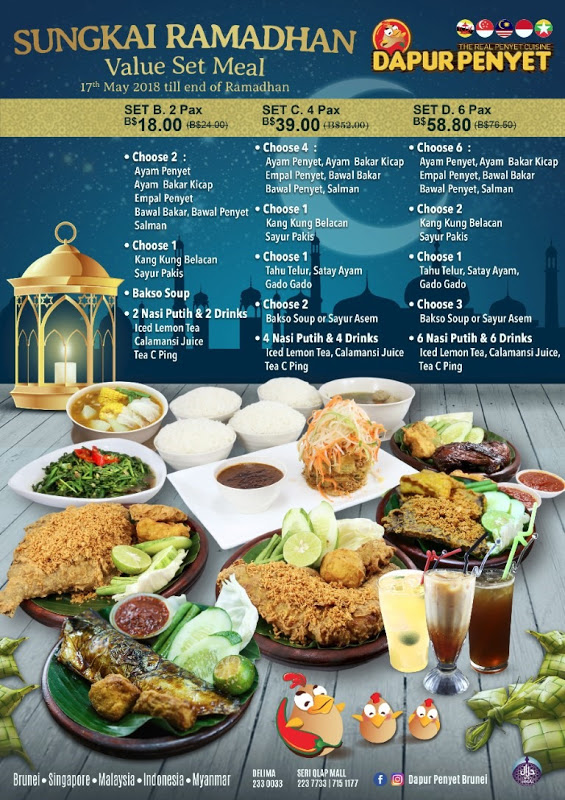 SUNGKAI RAMADHAN
Value Set Meal
17th May 2018 till end of Ramadhan
THE REAL PENYET CUISINE
DAPUR PENYET
SET B. 2 Pax
B$18.00 (B$24.00)
• Choose 2 :
Ayam Penyet
Ayam Bakar Kicap
Empal Penyet
Bawal Bakar, Bawal Penyet
Salman
• Choose 1
Kang Kung Belacan
Sayur Pakis
• Bakso Soup
• 2 Nasi Putih & 2 Drinks
Iced Lemon Tea
Calamansi Juice
Tea C Ping
SET C. 4 Pax
B$39.00 (B$52.00)
• Choose 4 :
Ayam Penyet, Ayam Bakar Kicap
Empal Penyet, Bawal Bakar
Bawal Penyet, Salman
• Choose 1
Kang Kung Belacan
Sayur Pakis
• Choose 1
Tahu Telur, Satay Ayam
Gado Gado
• Choose 2
Bakso Soup or Sayur Asem
• 4 Nasi Putih & 4 Drinks
Iced Lemon Tea, Calamansi Juice
Tea C Ping
SET D. 6 Pax
B$58.80 (B$76.60)
• Choose 6 :
Ayam Penyet, Ayam Bakar Kicap
Empal Penyet, Bawal Bakar
Bawal Penyet, Salman
• Choose 2
Kang Kung Belacan
Sayur Pakis
• Choose 1
Tahu Telur, Satay Ayam,
Gado Gado
• Choose 3
Bakso Soup or Sayur Asem
• 6 Nasi Putih & 6 Drinks
Iced Lemon Tea, Calamansi Juice,
Tea C Ping
Brunei • Singapore • Malaysia • Indonesia • Myanmar
DELIMA
233 0033
SERI QLAP MALL
223 7733 | 715 1177
Dapur Penyet Brunei
حلال